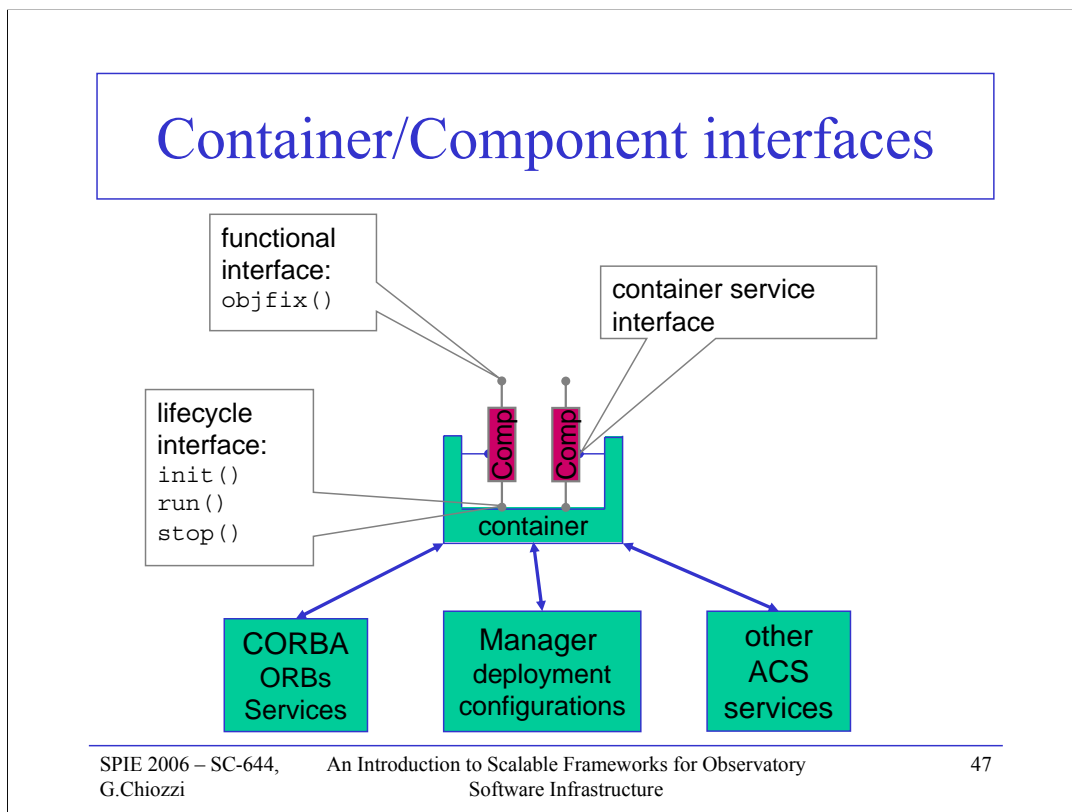 Container/Component interfaces
functional
interface:
objfix()
container service
interface
lifecycle
interface:
init()
run()
stop()
Comp
Comp
container
CORBA
ORBs
Services
Manager
deployment
configurations
other
ACS
services
SPIE 2006 – SC-644,
G.Chiozzi
An Introduction to Scalable Frameworks for Observatory
Software Infrastructure
47